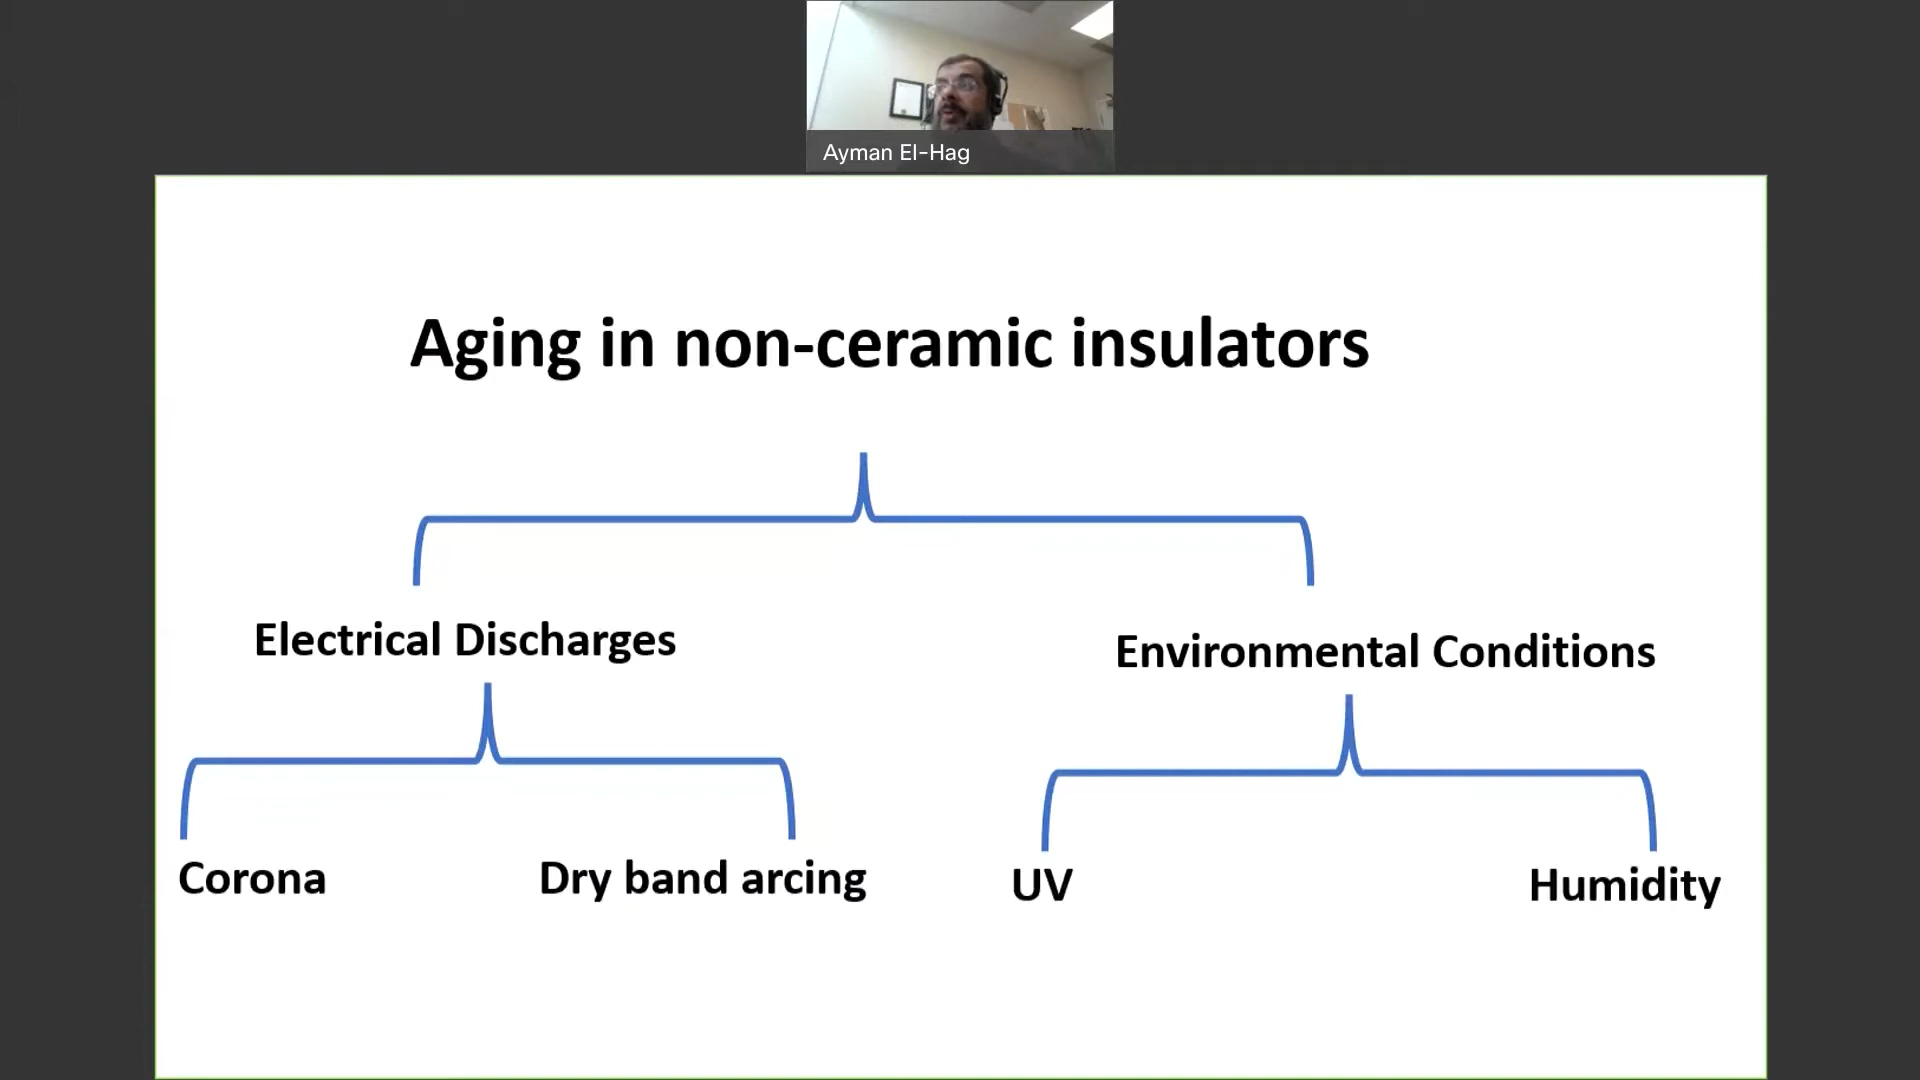 Ayman El-Hag
Aging in non-ceramic insulators
Electrical Discharges
Environmental Conditions
Corona
Dry band arcing
UV
Humidity